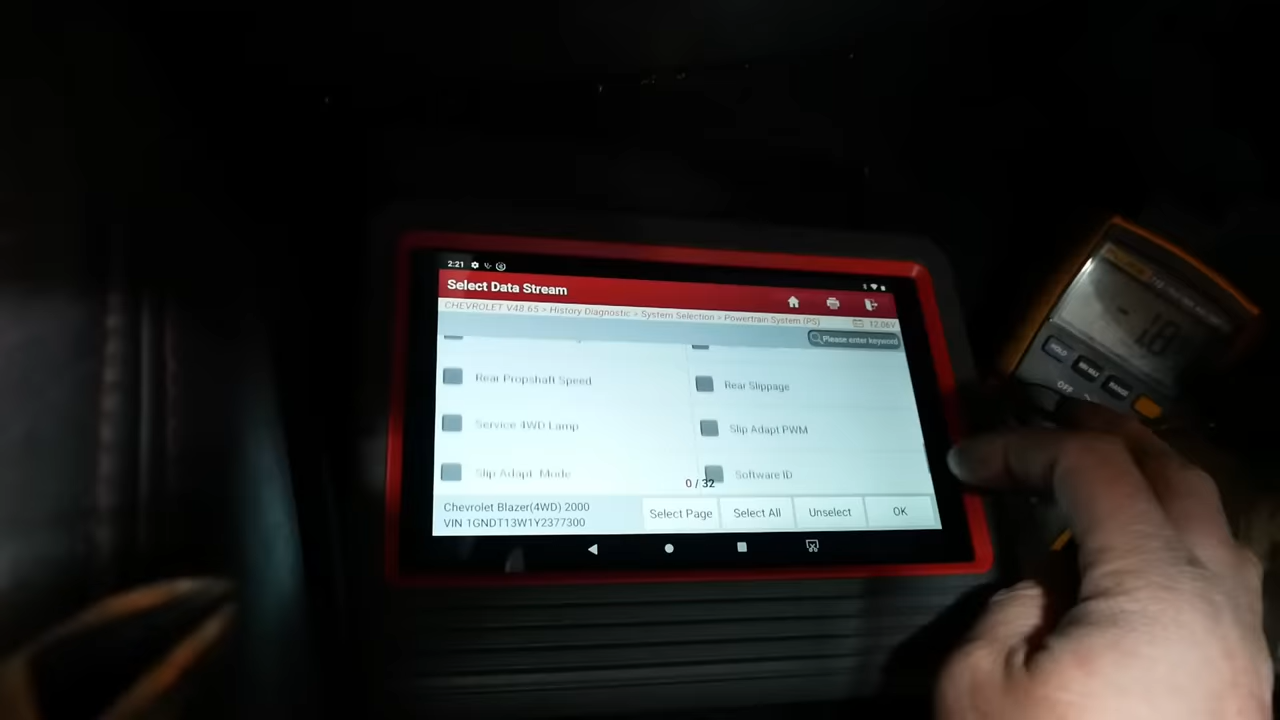 2:21
Select Data Stream
CHEVROLET V48.65 > History Diagnostic > System Selection > Powertrain System (PS)
12.06V
Please enter keyword
Rear Propshaft Speed
Rear Slippage
Service 4WD Lamp
Slip Adapt PWM
Slip Adapt Mode
Software ID
0 / 32
Chevrolet Blazer(4WD) 2000
VIN 1GNDT13W1Y2377300
Select Page
Select All
Unselect
OK
HOLD
OFF